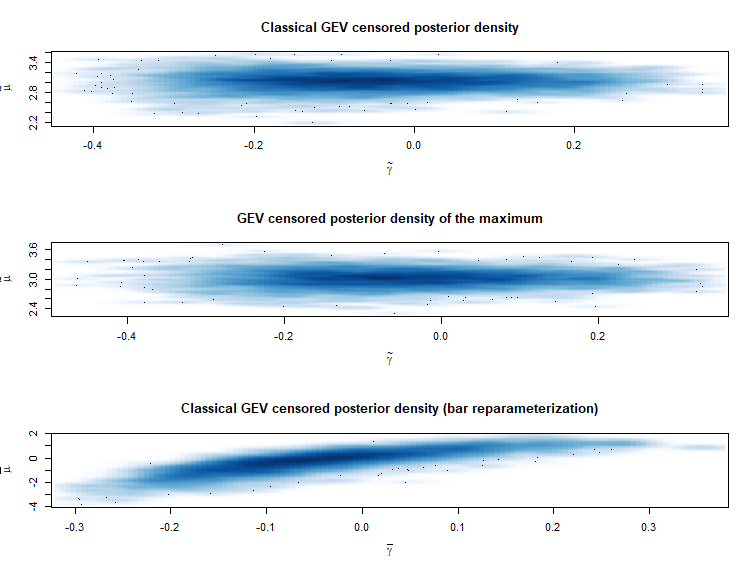 Classical GEV censored posterior density
3.4
2.8
2.2
μ
-0.4 -0.2 0.0 0.2
γ̃
GEV censored posterior density of the maximum
3.6
3.0
2.4
μ
-0.4 -0.2 0.0 0.2
γ̃
Classical GEV censored posterior density (bar reparameterization)
2
0
-2
-4
μ
-0.3 -0.2 -0.1 0.0 0.1 0.2 0.3
γ̅